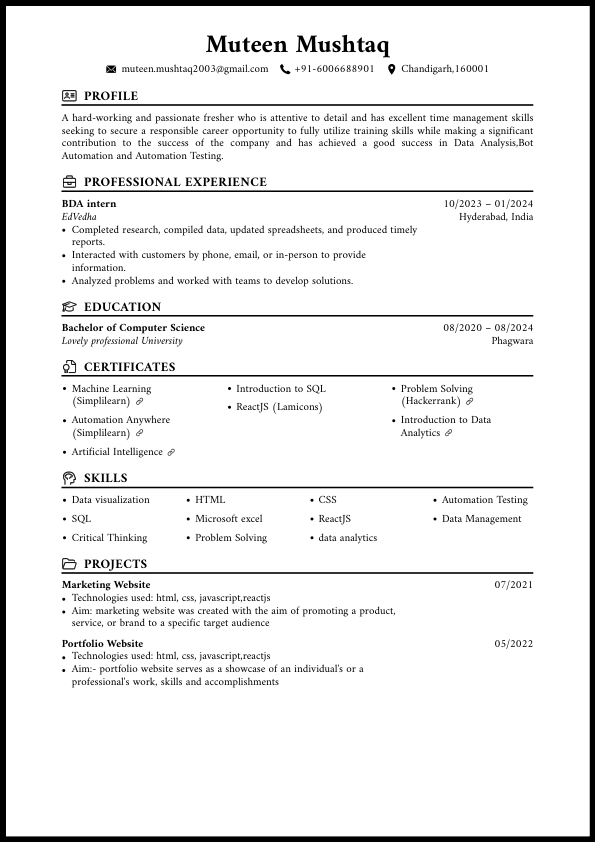 Muteen Mushtaq
muteen.mushtaq2003@gmail.com +91-6006688901 Chandigarh,160001
PROFILE
A hard-working and passionate fresher who is attentive to detail and has excellent time management skills
seeking to secure a responsible career opportunity to fully utilize training skills while making a significant
contribution to the success of the company and has achieved a good success in Data Analysis,Bot
Automation and Automation Testing.
PROFESSIONAL EXPERIENCE
BDA intern 10/2023 – 01/2024
EdVedha Hyderabad, India
• Completed research, compiled data, updated spreadsheets, and produced timely
reports.
• Interacted with customers by phone, email, or in-person to provide
information.
• Analyzed problems and worked with teams to develop solutions.
EDUCATION
Bachelor of Computer Science 08/2020 – 08/2024
Lovely professional University Phagwara
CERTIFICATES
• Machine Learning
(Simplilearn)
• Automation Anywhere
(Simplilearn)
• Artificial Intelligence
• Introduction to SQL
• ReactJS (Lamicons)
• Problem Solving
(Hackerrank)
• Introduction to Data
Analytics
SKILLS
• Data visualization • HTML • CSS • Automation Testing
• SQL • Microsoft excel • ReactJS • Data Management
• Critical Thinking • Problem Solving • data analytics
PROJECTS
Marketing Website 07/2021
• Technologies used: html, css, javascript,reactjs
• Aim: marketing website was created with the aim of promoting a product,
service, or brand to a specific target audience
Portfolio Website 05/2022
• Technologies used: html, css, javascript,reactjs
• Aim:- portfolio website serves as a showcase of an individual's or a
professional's work, skills and accomplishments